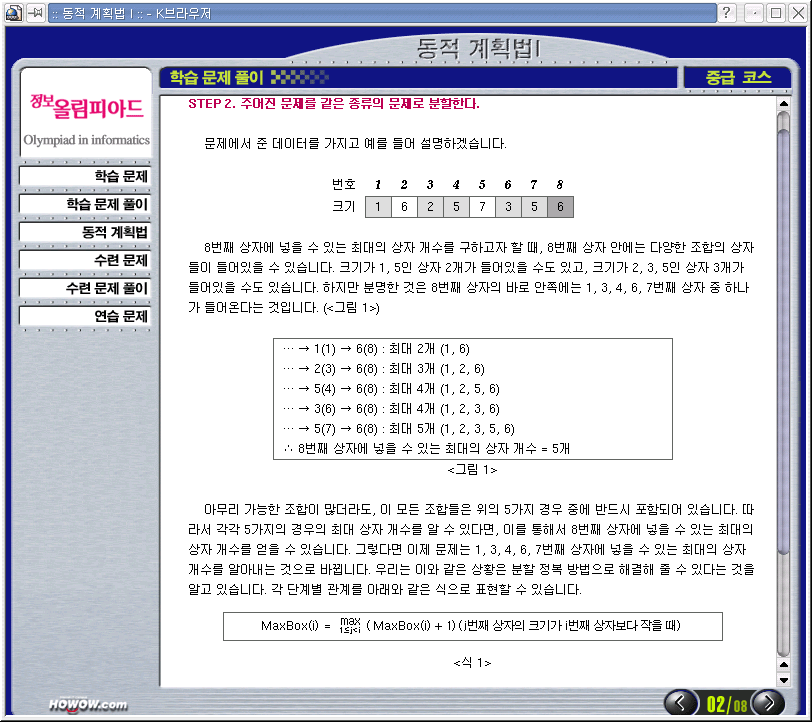 :: 동적 계획법 I :: - K브라우저
동적 계획법I
학습 문제 풀이
중급 코스
정보올림피아드
Olympiad in informatics
학습 문제
학습 문제 풀이
동적 계획법
수련 문제
수련 문제 풀이
연습 문제
STEP 2. 주어진 문제를 같은 종류의 문제로 분할한다.
문제에서 준 데이터를 가지고 예를 들어 설명하겠습니다.
번호 1 2 3 4 5 6 7 8
크기 1 6 2 5 7 3 5 6
8번째 상자에 넣을 수 있는 최대의 상자 개수를 구하고자 할 때, 8번째 상자 안에는 다양한 조합의 상자
들이 들어있을 수 있습니다. 크기가 1, 5인 상자 2개가 들어있을 수도 있고, 크기가 2, 3, 5인 상자 3개가
들어있을 수도 있습니다. 하지만 분명한 것은 8번째 상자의 바로 안쪽에는 1, 3, 4, 6, 7번째 상자 중 하나
가 들어온다는 것입니다. (<그림 1>)
… → 1(1) → 6(8) : 최대 2개 (1, 6)
… → 2(3) → 6(8) : 최대 3개 (1, 2, 6)
… → 5(4) → 6(8) : 최대 4개 (1, 2, 5, 6)
… → 3(6) → 6(8) : 최대 4개 (1, 2, 3, 6)
… → 5(7) → 6(8) : 최대 5개 (1, 2, 3, 5, 6)
∴ 8번째 상자에 넣을 수 있는 최대의 상자 개수 = 5개
<그림 1>
아무리 가능한 조합이 많더라도, 이 모든 조합들은 위의 5가지 경우 중에 반드시 포함되어 있습니다. 따
라서 각각 5가지의 경우의 최대 상자 개수를 알 수 있다면, 이를 통해서 8번째 상자에 넣을 수 있는 최대의
상자 개수를 얻을 수 있습니다. 그렇다면 이제 문제는 1, 3, 4, 6, 7번째 상자에 넣을 수 있는 최대의 상자
개수를 알아내는 것으로 바뀝니다. 우리는 이와 같은 상황은 분할 정복 방법으로 해결해 줄 수 있다는 것을
알고 있습니다. 각 단계별 관계를 아래와 같은 식으로 표현할 수 있습니다.
MaxBox(i) = max 1≤j<i ( MaxBox(i) + 1) (j번째 상자의 크기가 i번째 상자보다 작을 때)
<식 1>
HOWOW.com
02/08